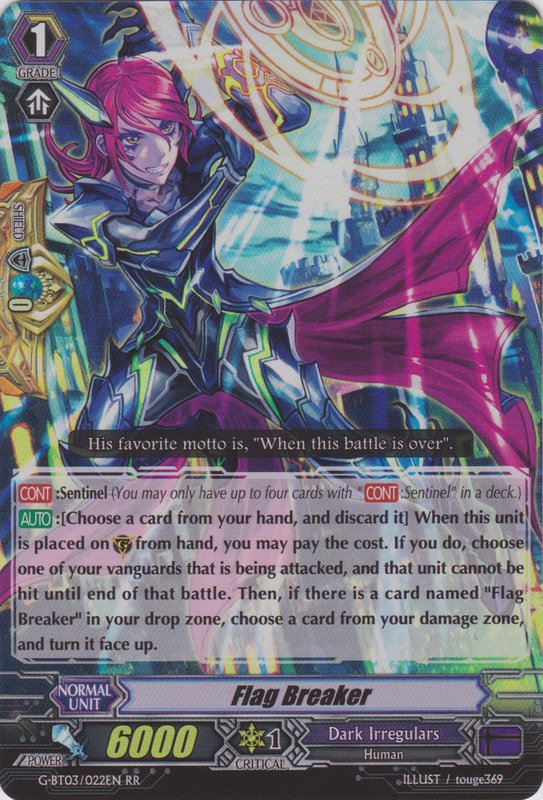 1
GRADE 1
SHIELD
0
His favorite motto is, "When this battle is over".
CONT :Sentinel (You may only have up to four cards with "CONT :Sentinel" in a deck.)
AUTO :[Choose a card from your hand, and discard it] When this unit
is placed on G from hand, you may pay the cost. If you do, choose
one of your vanguards that is being attacked, and that unit cannot be
hit until end of that battle. Then, if there is a card named "Flag
Breaker" in your drop zone, choose a card from your damage zone,
and turn it face up.
NORMAL
UNIT
Flag Breaker
POWER
6000
1
CRITICAL
Dark Irregulars
Human
G-BT03/022EN RR
ILLUST / touge369